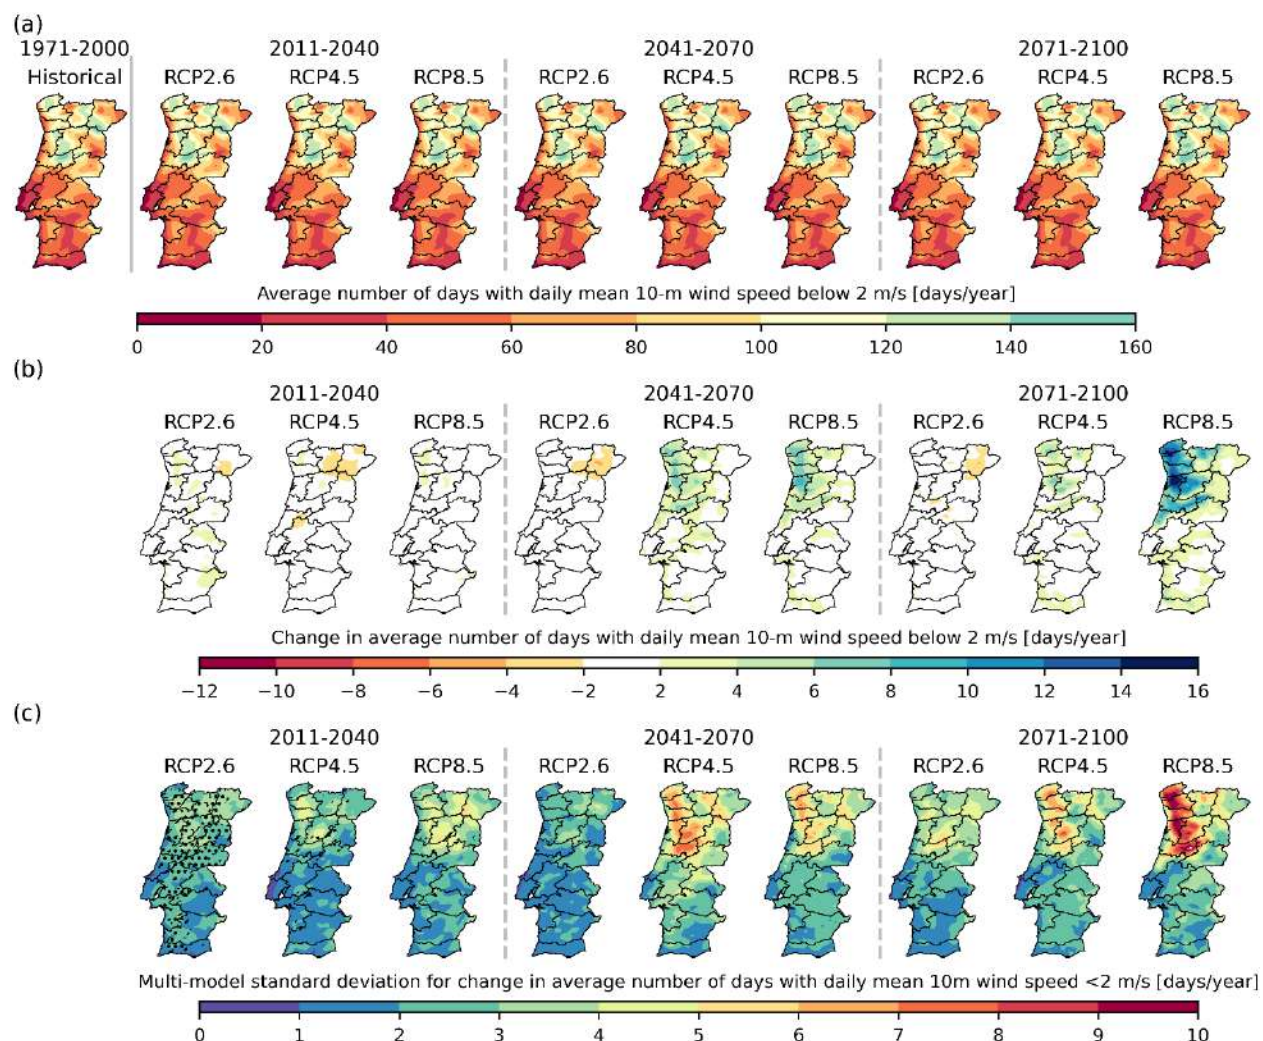 (a)
1971-2000 2011-2040 2041-2070 2071-2100
Historical RCP2.6 RCP4.5 RCP8.5 RCP2.6 RCP4.5 RCP8.5 RCP2.6 RCP4.5 RCP8.5
Average number of days with daily mean 10-m wind speed below 2 m/s [days/year]
0 20 40 60 80 100 120 140 160
(b)
2011-2040 2041-2070 2071-2100
RCP2.6 RCP4.5 RCP8.5 RCP2.6 RCP4.5 RCP8.5 RCP2.6 RCP4.5 RCP8.5
Change in average number of days with daily mean 10-m wind speed below 2 m/s [days/year]
−12 −10 −8 −6 −4 −2 2 4 6 8 10 12 14 16
(c)
2011-2040 2041-2070 2071-2100
RCP2.6 RCP4.5 RCP8.5 RCP2.6 RCP4.5 RCP8.5 RCP2.6 RCP4.5 RCP8.5
Multi-model standard deviation for change in average number of days with daily mean 10m wind speed <2 m/s [days/year]
0 1 2 3 4 5 6 7 8 9 10